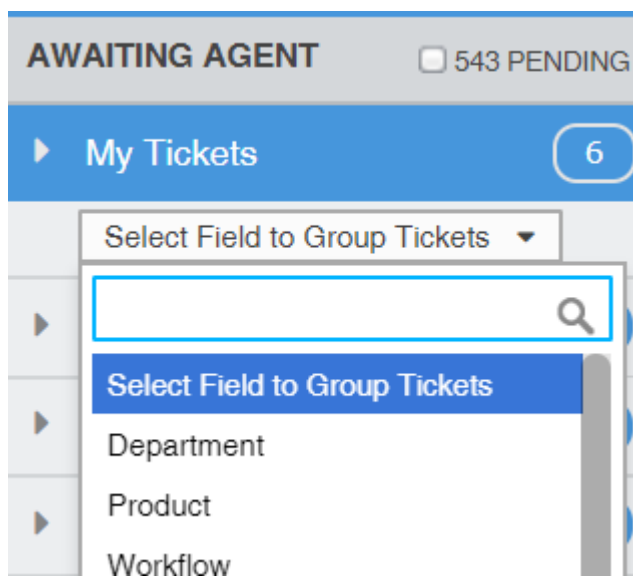 AWAITING AGENT 543 PENDING
My Tickets 6
Select Field to Group Tickets
Select Field to Group Tickets
Department
Product
Workflow